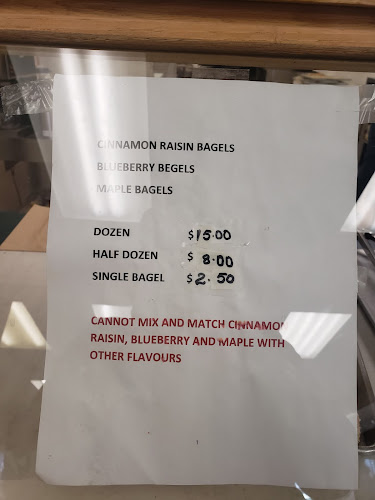 CINNAMON RAISIN BAGELS
BLUEBERRY BEGELS
MAPLE BAGELS
DOZEN $15.00
HALF DOZEN $ 8.00
SINGLE BAGEL $2.50
CANNOT MIX AND MATCH CINNAMON
RAISIN, BLUEBERRY AND MAPLE WITH
OTHER FLAVOURS